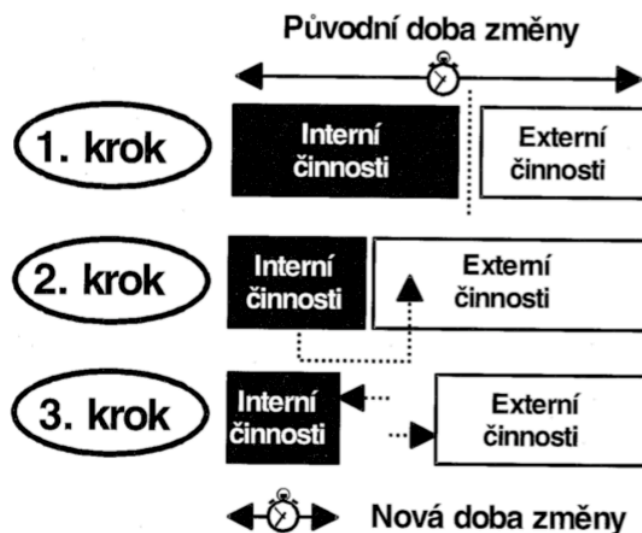 Původní doba změny
1. krok
Interní
činnosti
Externí
činnosti
2. krok
Interní
činnosti
Externí
činnosti
3. krok
Interní
činnosti
Externí
činnosti
Nová doba změny